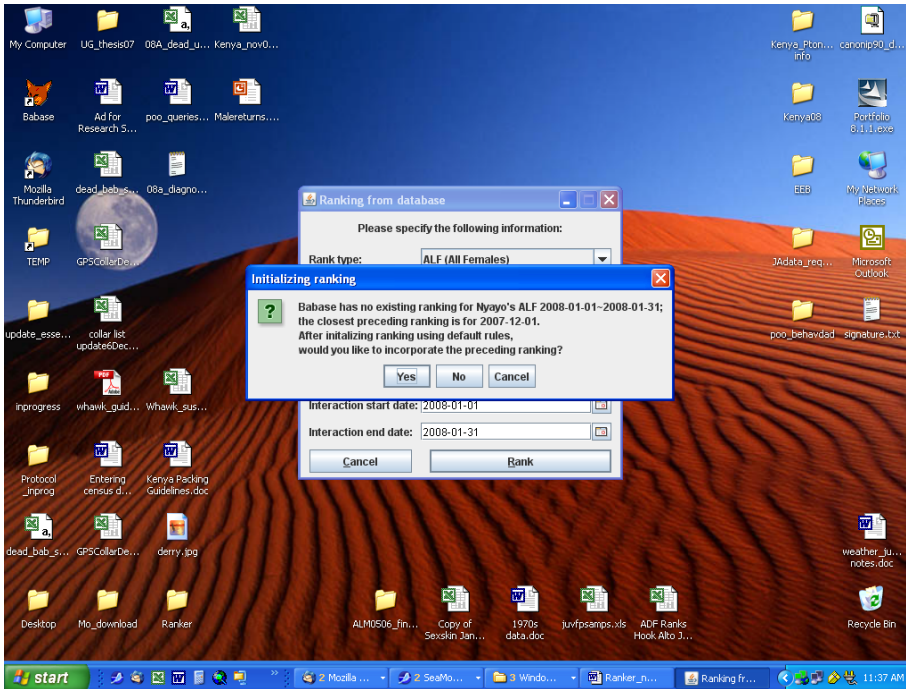 My Computer
UG_thesis07
08A_dead_u...
Kenya_nov0...
Kenya_Pton...
info
canonip90_d...
Babase
Ad for
Research S...
poo_queries...
Malereturns....
Kenya08
Portfolio
8.1.1.exe
Mozilla
Thunderbird
dead_bab_s...
08a_diagno...
EEB
My Network
Places
TEMP
GPSCollarDe...
JAdata_req...
Microsoft
Outlook
update_esse...
collar list
update6Dec...
poo_behavdad
signature.txt
inprogress
whawk_guid...
Whawk_sus...
Protocol
_inprog
Entering
census d...
Kenya Packing
Guidelines.doc
dead_bab_s...
GPSCollarDe...
derry.jpg
weather_ju...
notes.doc
Desktop
Mo_download
Ranker
ALM0506_fin...
Copy of
Sexskin Jan...
1970s
data.doc
juvfpsamps.xls
ADF Ranks
Hook Alto J...
Recycle Bin
Ranking from database
Please specify the following information:
Rank type: ALF (All Females)
Initializing ranking
Babase has no existing ranking for Nyayo's ALF 2008-01-01~2008-01-31;
the closest preceding ranking is for 2007-12-01.
After initalizing ranking using default rules,
would you like to incorporate the preceding ranking?
Yes No Cancel
Interaction start date: 2008-01-01
Interaction end date: 2008-01-31
Cancel Rank
start
2 Mozilla ...
2 SeaMo...
3 Windo...
Ranker_n...
Ranking fr...
11:37 AM